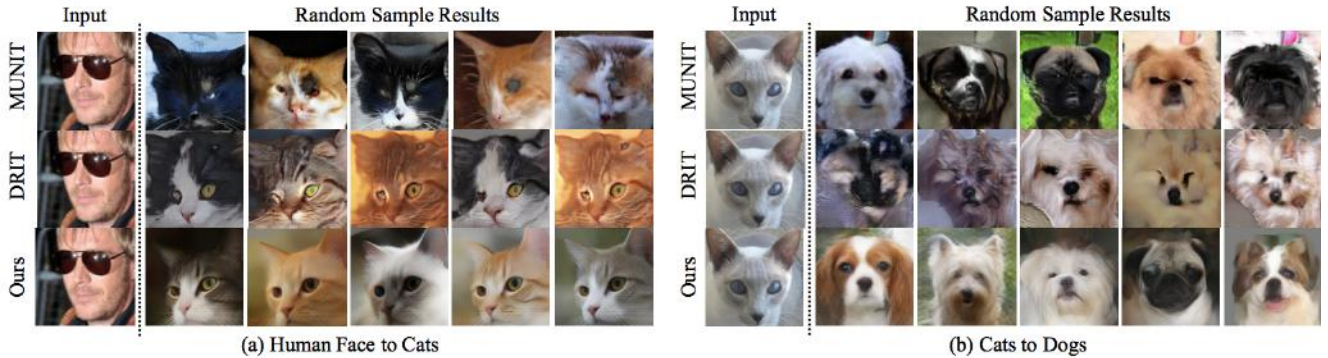 Input Random Sample Results
MUNIT
DRIT
Ours
(a) Human Face to Cats
Input Random Sample Results
MUNIT
DRIT
Ours
(b) Cats to Dogs